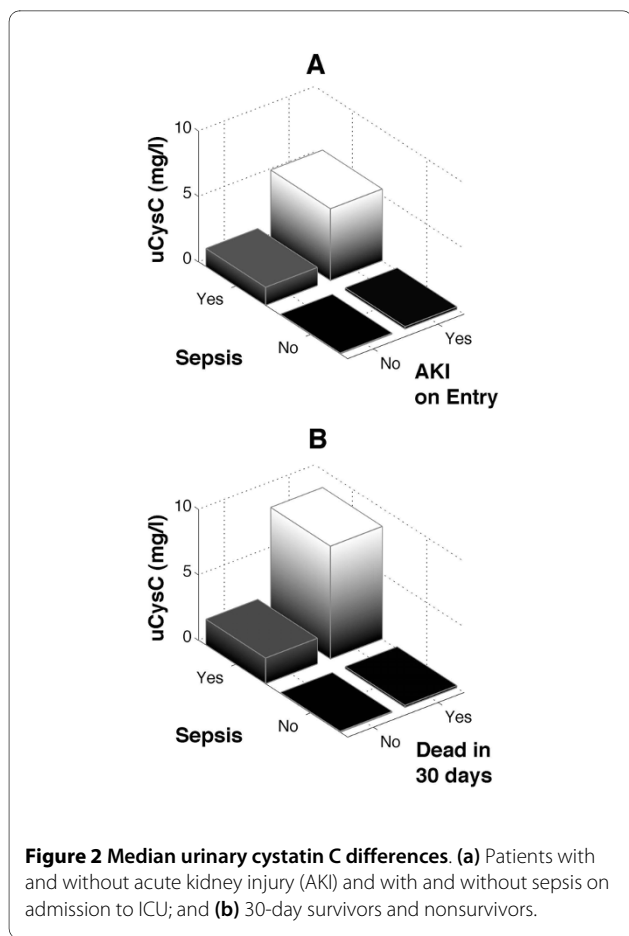 A
10
5
0
uCysC (mg/l)
Yes
No
Sepsis
No
Yes
AKI
on Entry
B
10
5
0
uCysC (mg/l)
Yes
No
Sepsis
No
Yes
Dead in
30 days
Figure 2 Median urinary cystatin C differences. (a) Patients with
and without acute kidney injury (AKI) and with and without sepsis on
admission to ICU; and (b) 30-day survivors and nonsurvivors.